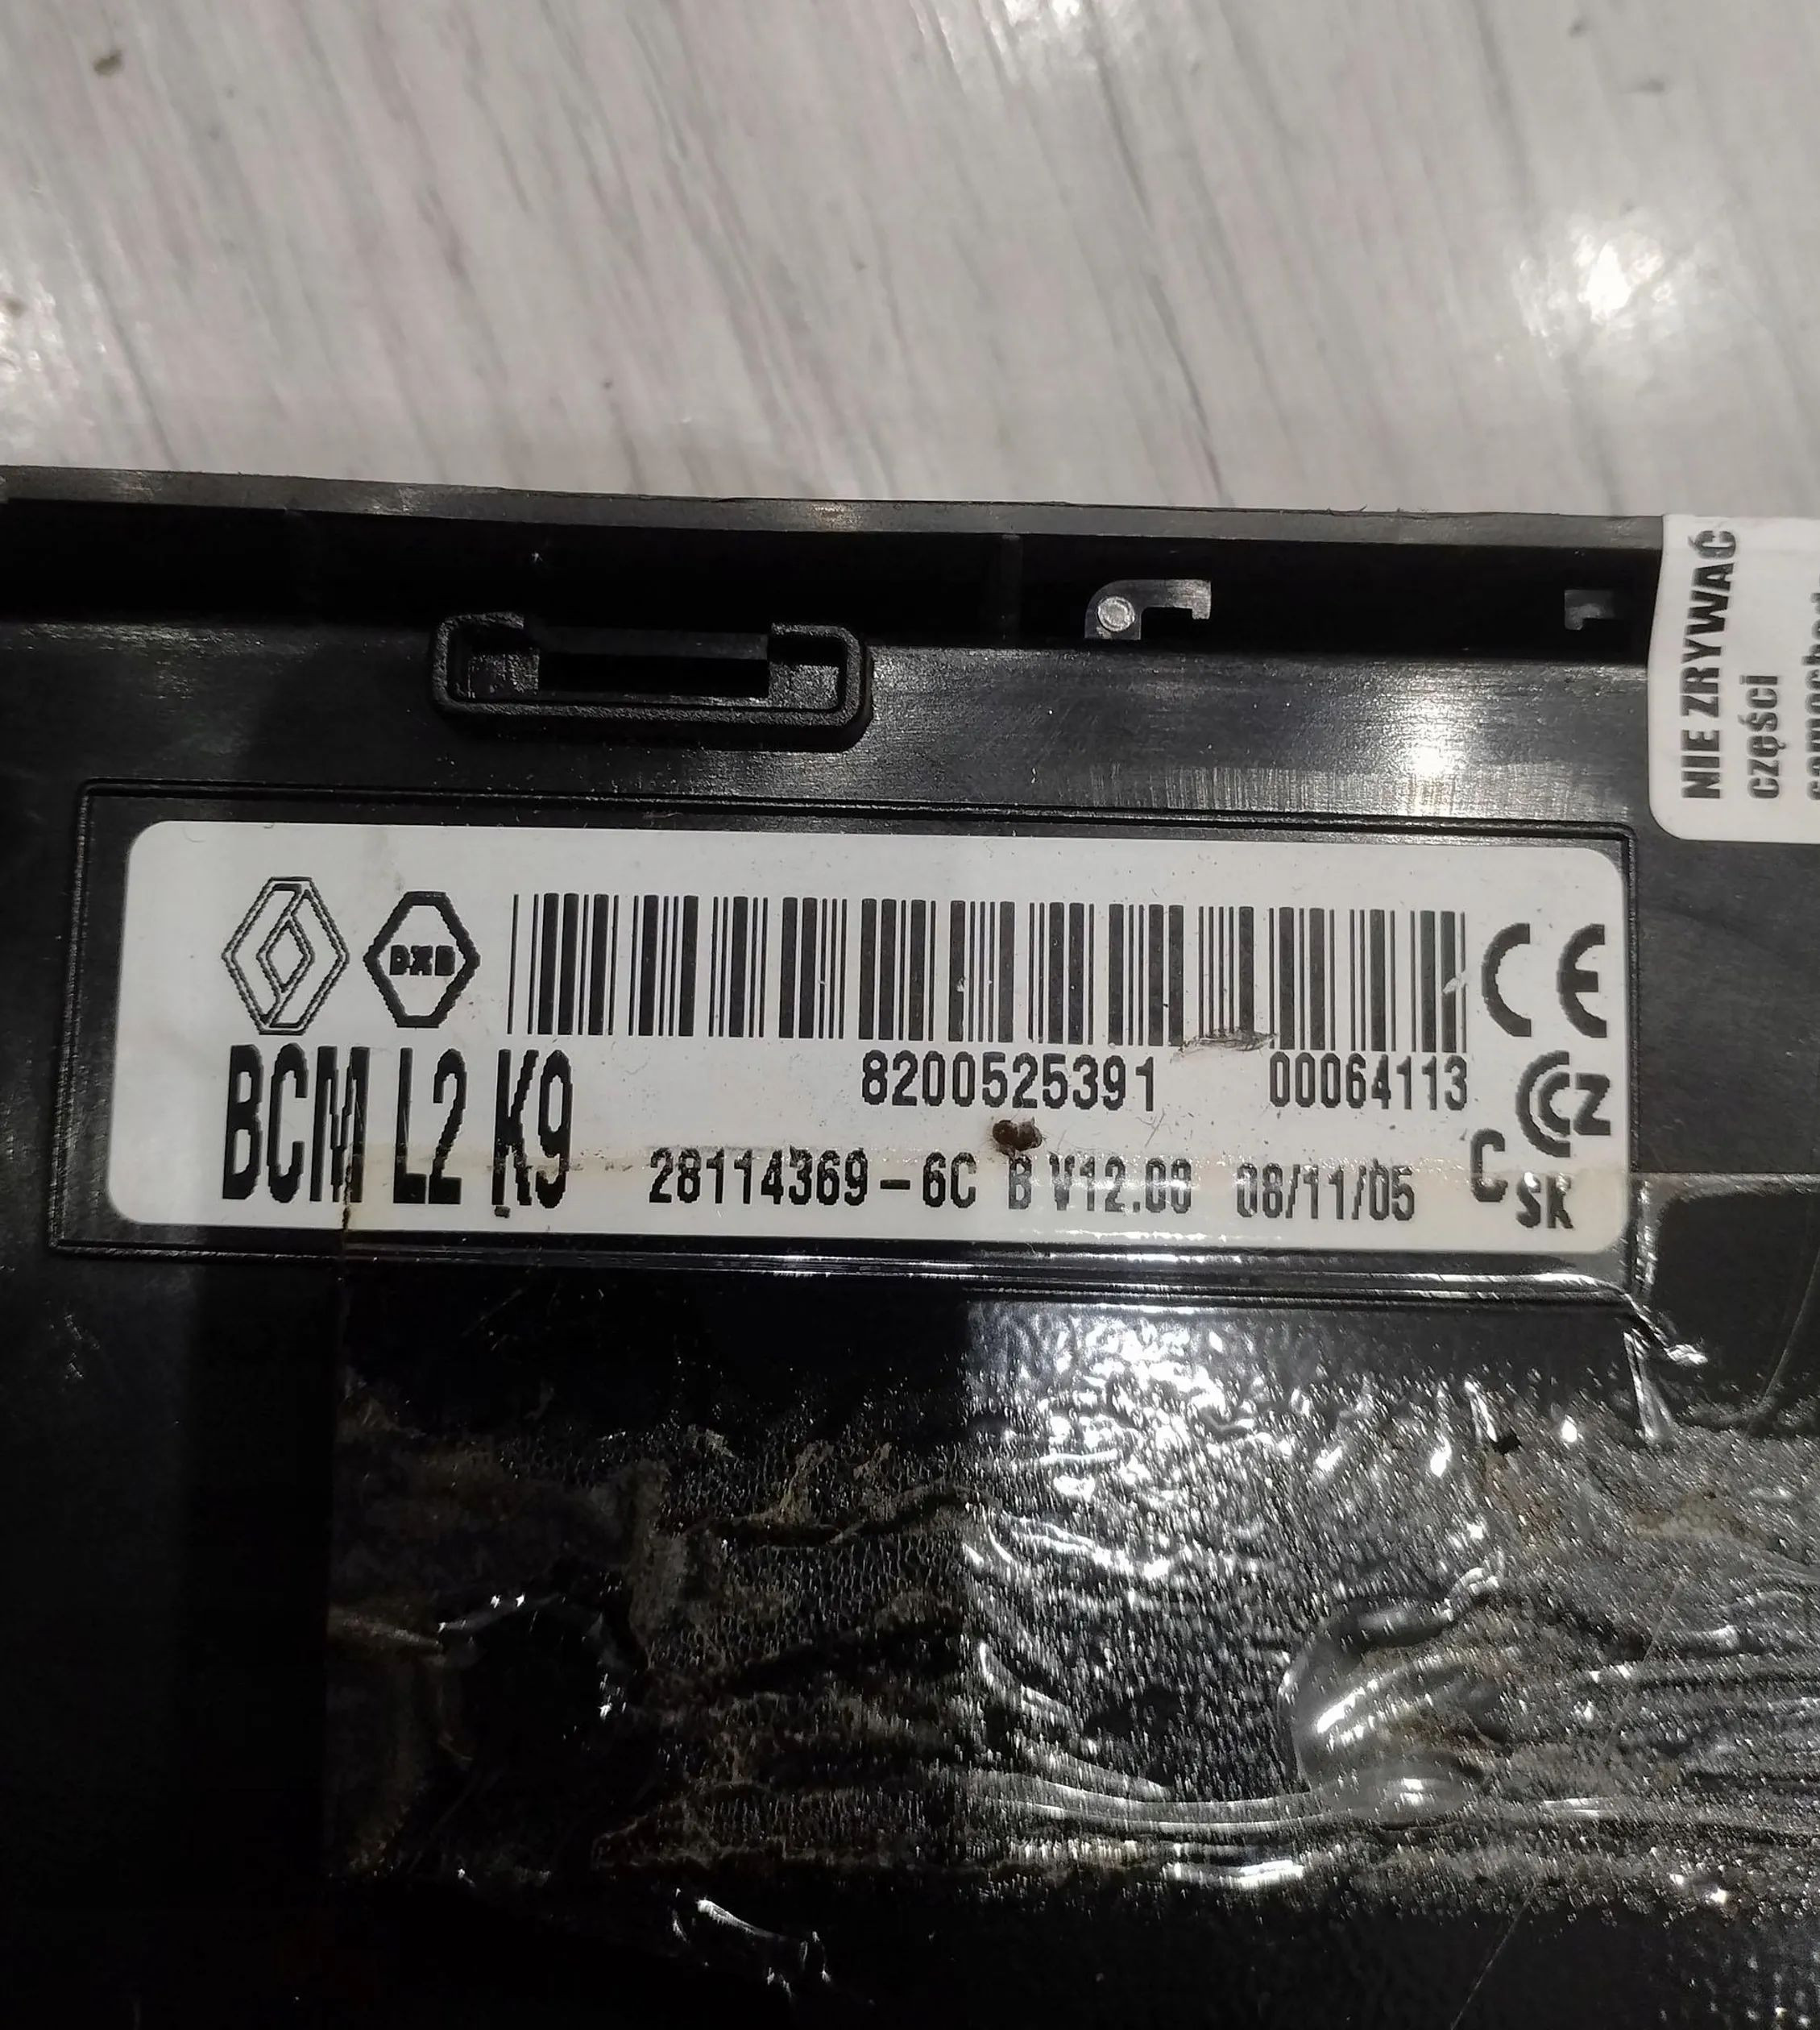 NIE ZRYWAĆ
części
DXB
CE
8200525391 00064113
CZ
BCM L2 K9
28114369-6C B V12.00 08/11/05
C SK